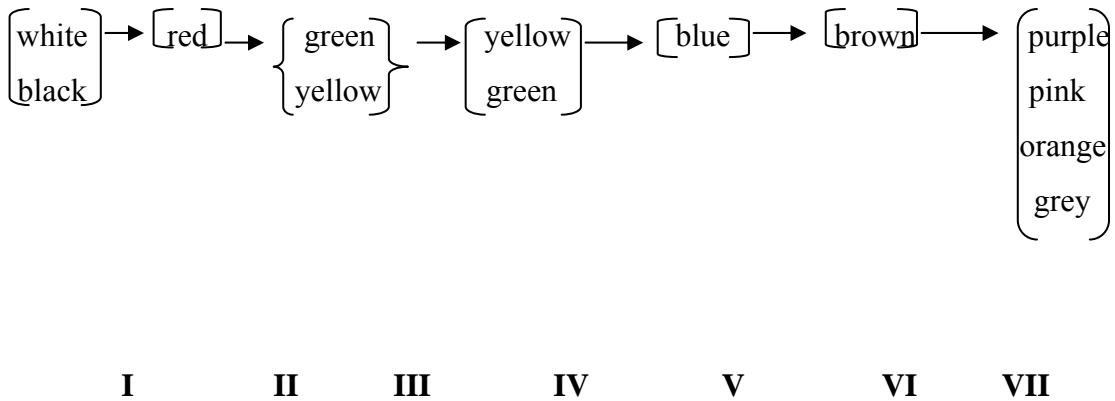 white red green yellow blue brown purple
black yellow green pink
orange
grey
I II III IV V VI VII